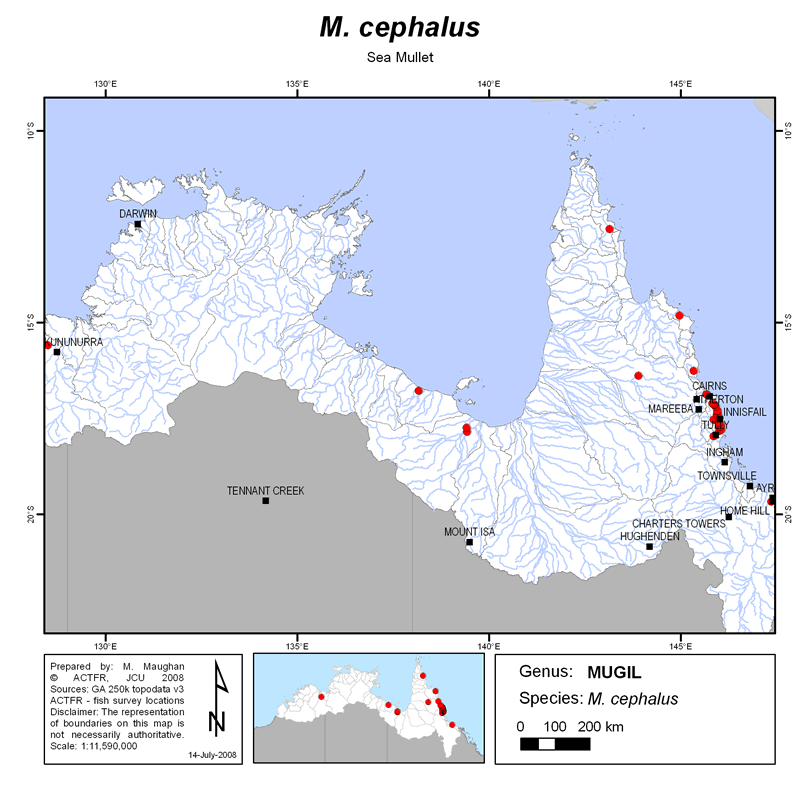 M. cephalus
Sea Mullet
130°E 135°E 140°E 145°E
10°S 10°S
DARWIN
15°S 15°S
KUNUNURRA
CAIRNS
ATHERTON
MAREEBA
INNISFAIL
TULLY
INGHAM
TOWNSVILLE
AYR
TENNANT CREEK
HOME HILL
20°S 20°S
CHARTERS TOWERS
MOUNT ISA
HUGHENDEN
130°E 135°E 140°E 145°E
Prepared by: M. Maughan
© ACTFR, JCU 2008
Sources: GA 250k topodata v3
ACTFR - fish survey locations
Disclaimer: The representation
of boundaries on this map is
not necessarily authoritative.
Scale: 1:11,590,000
N
14-July-2008
Genus: MUGIL
Species: M. cephalus
0 100 200 km